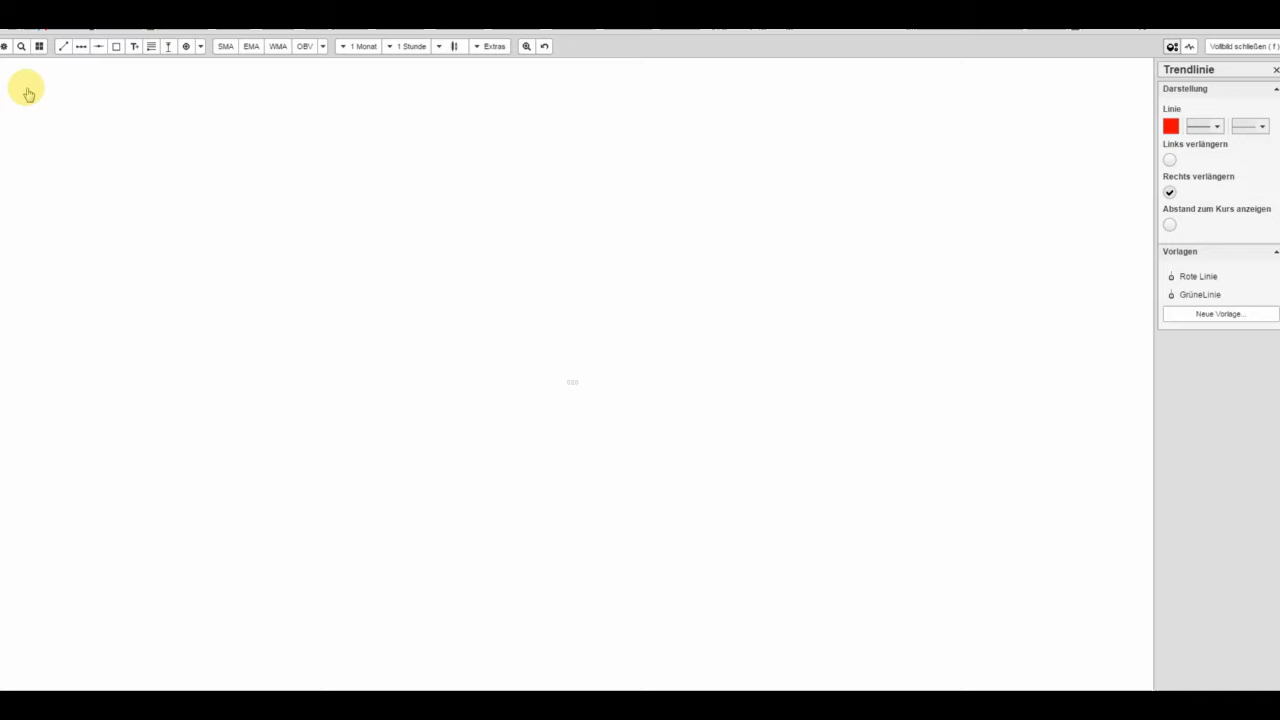 SMA EMA WMA OBV 1 Monat 1 Stunde Extras Vollbild schließen ( f )
Trendlinie
Darstellung
Linie
Links verlängern
Rechts verlängern
Abstand zum Kurs anzeigen
Vorlagen
Rote Linie
GrüneLinie
Neue Vorlage...